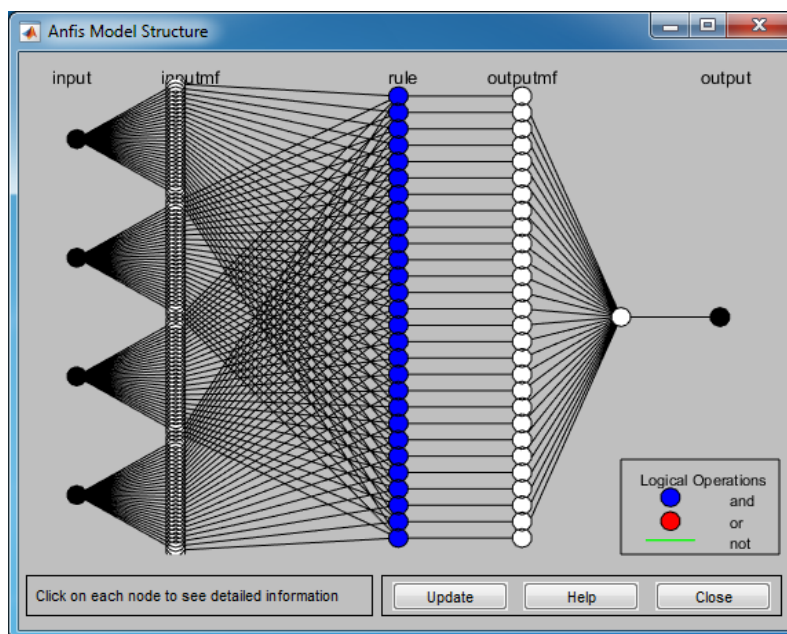 Anfis Model Structure
input inputmf rule outputmf output
Logical Operations
and
or
not
Click on each node to see detailed information
Update Help Close